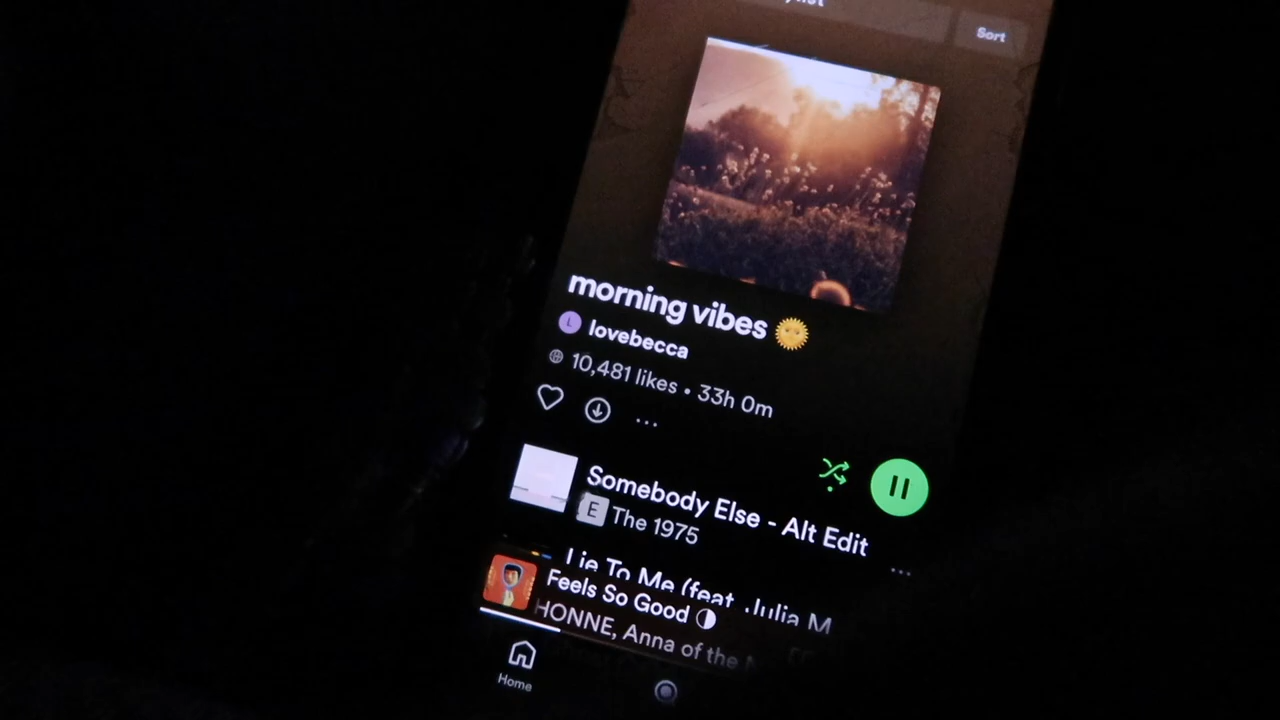 Sort
morning vibes 🌞
L lovebecca
10,481 likes • 33h 0m
...
Somebody Else - Alt Edit
E The 1975
...
Lie To Me (feat. Julia M
Feels So Good 🌗
HONNE, Anna of the
Home